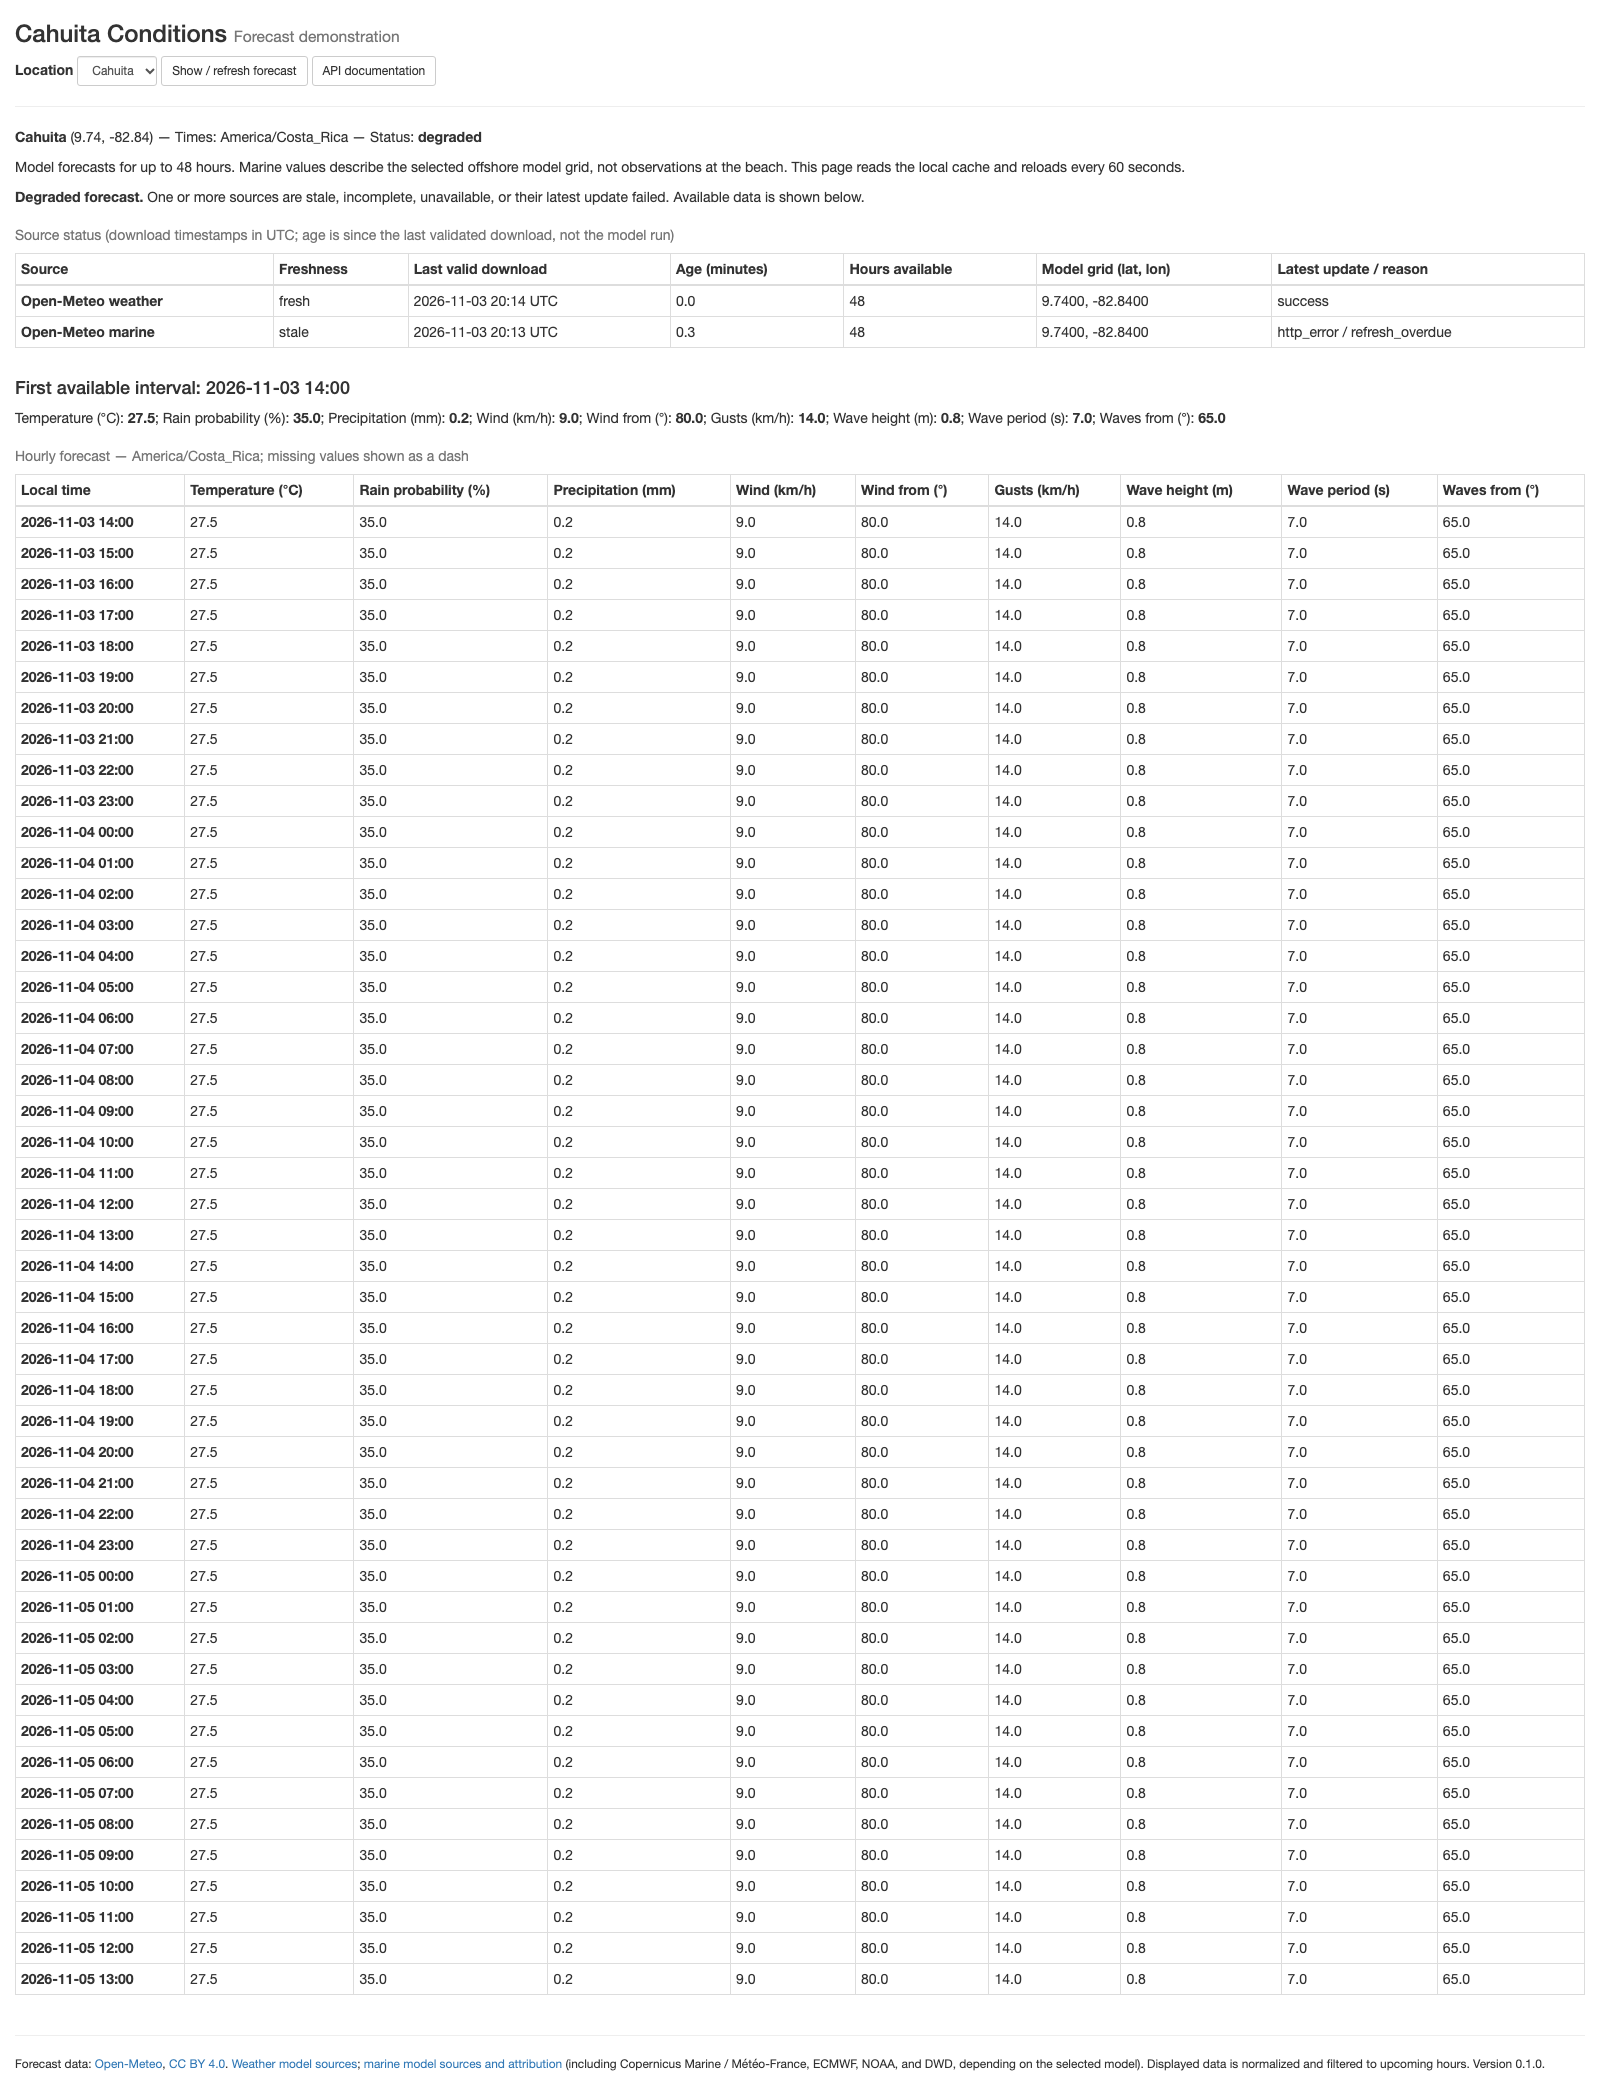 Cahuita Conditions Forecast demonstration
Location Cahuita Show / refresh forecast API documentation
Cahuita (9.74, -82.84) — Times: America/Costa_Rica — Status: degraded
Model forecasts for up to 48 hours. Marine values describe the selected offshore model grid, not observations at the beach. This page reads the local cache and reloads every 60 seconds.
Degraded forecast. One or more sources are stale, incomplete, unavailable, or their latest update failed. Available data is shown below.
Source status (download timestamps in UTC; age is since the last validated download, not the model run)
Source Freshness Last valid download Age (minutes) Hours available Model grid (lat, lon) Latest update / reason
Open-Meteo weather fresh 2026-11-03 20:14 UTC 0.0 48 9.7400, -82.8400 success
Open-Meteo marine stale 2026-11-03 20:13 UTC 0.3 48 9.7400, -82.8400 http_error / refresh_overdue
First available interval: 2026-11-03 14:00
Temperature (°C): 27.5; Rain probability (%): 35.0; Precipitation (mm): 0.2; Wind (km/h): 9.0; Wind from (°): 80.0; Gusts (km/h): 14.0; Wave height (m): 0.8; Wave period (s): 7.0; Waves from (°): 65.0
Hourly forecast — America/Costa_Rica; missing values shown as a dash
Local time Temperature (°C) Rain probability (%) Precipitation (mm) Wind (km/h) Wind from (°) Gusts (km/h) Wave height (m) Wave period (s) Waves from (°)
2026-11-03 14:00 27.5 35.0 0.2 9.0 80.0 14.0 0.8 7.0 65.0
2026-11-03 15:00 27.5 35.0 0.2 9.0 80.0 14.0 0.8 7.0 65.0
2026-11-03 16:00 27.5 35.0 0.2 9.0 80.0 14.0 0.8 7.0 65.0
2026-11-03 17:00 27.5 35.0 0.2 9.0 80.0 14.0 0.8 7.0 65.0
2026-11-03 18:00 27.5 35.0 0.2 9.0 80.0 14.0 0.8 7.0 65.0
2026-11-03 19:00 27.5 35.0 0.2 9.0 80.0 14.0 0.8 7.0 65.0
2026-11-03 20:00 27.5 35.0 0.2 9.0 80.0 14.0 0.8 7.0 65.0
2026-11-03 21:00 27.5 35.0 0.2 9.0 80.0 14.0 0.8 7.0 65.0
2026-11-03 22:00 27.5 35.0 0.2 9.0 80.0 14.0 0.8 7.0 65.0
2026-11-03 23:00 27.5 35.0 0.2 9.0 80.0 14.0 0.8 7.0 65.0
2026-11-04 00:00 27.5 35.0 0.2 9.0 80.0 14.0 0.8 7.0 65.0
2026-11-04 01:00 27.5 35.0 0.2 9.0 80.0 14.0 0.8 7.0 65.0
2026-11-04 02:00 27.5 35.0 0.2 9.0 80.0 14.0 0.8 7.0 65.0
2026-11-04 03:00 27.5 35.0 0.2 9.0 80.0 14.0 0.8 7.0 65.0
2026-11-04 04:00 27.5 35.0 0.2 9.0 80.0 14.0 0.8 7.0 65.0
2026-11-04 05:00 27.5 35.0 0.2 9.0 80.0 14.0 0.8 7.0 65.0
2026-11-04 06:00 27.5 35.0 0.2 9.0 80.0 14.0 0.8 7.0 65.0
2026-11-04 07:00 27.5 35.0 0.2 9.0 80.0 14.0 0.8 7.0 65.0
2026-11-04 08:00 27.5 35.0 0.2 9.0 80.0 14.0 0.8 7.0 65.0
2026-11-04 09:00 27.5 35.0 0.2 9.0 80.0 14.0 0.8 7.0 65.0
2026-11-04 10:00 27.5 35.0 0.2 9.0 80.0 14.0 0.8 7.0 65.0
2026-11-04 11:00 27.5 35.0 0.2 9.0 80.0 14.0 0.8 7.0 65.0
2026-11-04 12:00 27.5 35.0 0.2 9.0 80.0 14.0 0.8 7.0 65.0
2026-11-04 13:00 27.5 35.0 0.2 9.0 80.0 14.0 0.8 7.0 65.0
2026-11-04 14:00 27.5 35.0 0.2 9.0 80.0 14.0 0.8 7.0 65.0
2026-11-04 15:00 27.5 35.0 0.2 9.0 80.0 14.0 0.8 7.0 65.0
2026-11-04 16:00 27.5 35.0 0.2 9.0 80.0 14.0 0.8 7.0 65.0
2026-11-04 17:00 27.5 35.0 0.2 9.0 80.0 14.0 0.8 7.0 65.0
2026-11-04 18:00 27.5 35.0 0.2 9.0 80.0 14.0 0.8 7.0 65.0
2026-11-04 19:00 27.5 35.0 0.2 9.0 80.0 14.0 0.8 7.0 65.0
2026-11-04 20:00 27.5 35.0 0.2 9.0 80.0 14.0 0.8 7.0 65.0
2026-11-04 21:00 27.5 35.0 0.2 9.0 80.0 14.0 0.8 7.0 65.0
2026-11-04 22:00 27.5 35.0 0.2 9.0 80.0 14.0 0.8 7.0 65.0
2026-11-04 23:00 27.5 35.0 0.2 9.0 80.0 14.0 0.8 7.0 65.0
2026-11-05 00:00 27.5 35.0 0.2 9.0 80.0 14.0 0.8 7.0 65.0
2026-11-05 01:00 27.5 35.0 0.2 9.0 80.0 14.0 0.8 7.0 65.0
2026-11-05 02:00 27.5 35.0 0.2 9.0 80.0 14.0 0.8 7.0 65.0
2026-11-05 03:00 27.5 35.0 0.2 9.0 80.0 14.0 0.8 7.0 65.0
2026-11-05 04:00 27.5 35.0 0.2 9.0 80.0 14.0 0.8 7.0 65.0
2026-11-05 05:00 27.5 35.0 0.2 9.0 80.0 14.0 0.8 7.0 65.0
2026-11-05 06:00 27.5 35.0 0.2 9.0 80.0 14.0 0.8 7.0 65.0
2026-11-05 07:00 27.5 35.0 0.2 9.0 80.0 14.0 0.8 7.0 65.0
2026-11-05 08:00 27.5 35.0 0.2 9.0 80.0 14.0 0.8 7.0 65.0
2026-11-05 09:00 27.5 35.0 0.2 9.0 80.0 14.0 0.8 7.0 65.0
2026-11-05 10:00 27.5 35.0 0.2 9.0 80.0 14.0 0.8 7.0 65.0
2026-11-05 11:00 27.5 35.0 0.2 9.0 80.0 14.0 0.8 7.0 65.0
2026-11-05 12:00 27.5 35.0 0.2 9.0 80.0 14.0 0.8 7.0 65.0
2026-11-05 13:00 27.5 35.0 0.2 9.0 80.0 14.0 0.8 7.0 65.0
Forecast data: Open-Meteo, CC BY 4.0. Weather model sources; marine model sources and attribution (including Copernicus Marine / Météo-France, ECMWF, NOAA, and DWD, depending on the selected model). Displayed data is normalized and filtered to upcoming hours. Version 0.1.0.